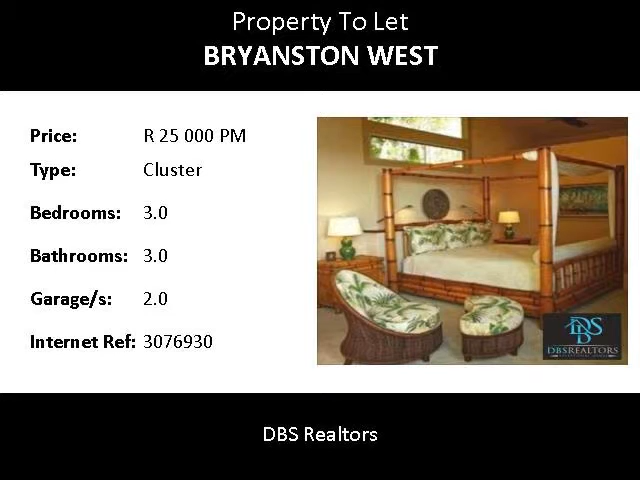 Property To Let
BRYANSTON WEST
Price: R 25 000 PM
Type: Cluster
Bedrooms: 3.0
Bathrooms: 3.0
Garage/s: 2.0
Internet Ref: 3076930
DBS
DBSREALTORS
DBS Realtors